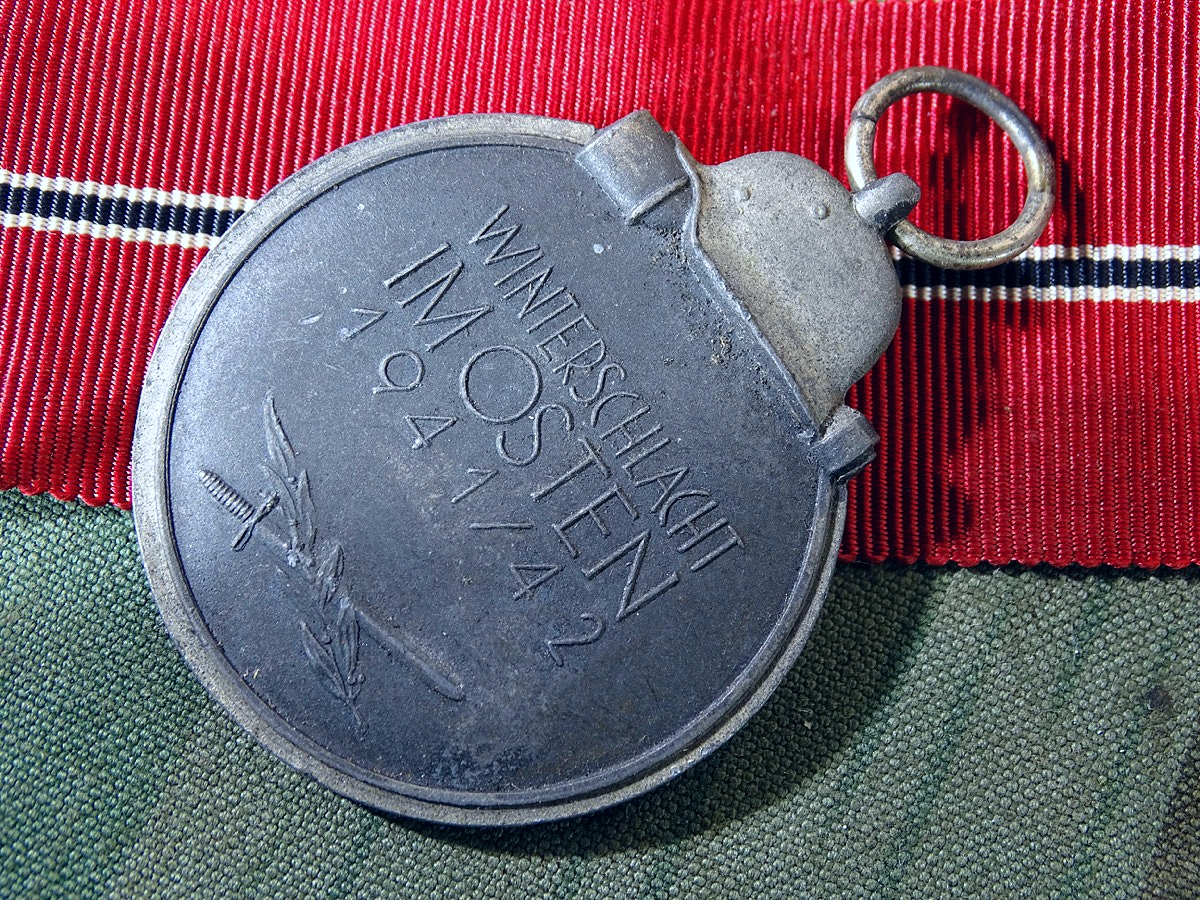 WINTERSCHLACHT
IM OSTEN
1941/42